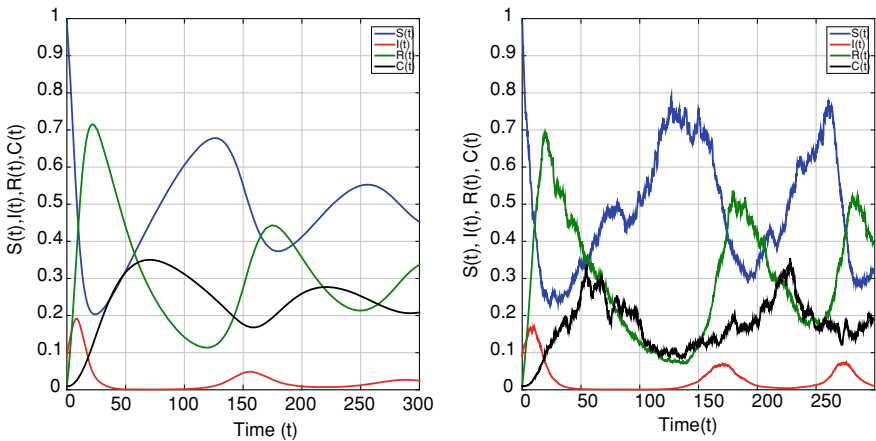 1
0.9
0.8
0.7
0.6
0.5
0.4
0.3
0.2
0.1
0
S(t),I(t),R(t),C(t)
S(t)
I(t)
R(t)
C(t)
0 50 100 150 200 250 300
Time (t)
1
0.9
0.8
0.7
0.6
0.5
0.4
0.3
0.2
0.1
0
S(t), I(t), R(t), C(t)
S(t)
I(t)
R(t)
C(t)
0 50 100 150 200 250
Time(t)